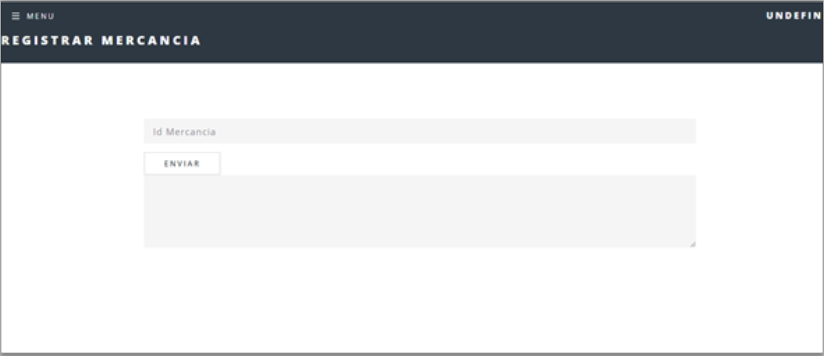 ≡ MENU
UNDEFIN
REGISTRAR MERCANCIA
Id Mercancia
ENVIAR